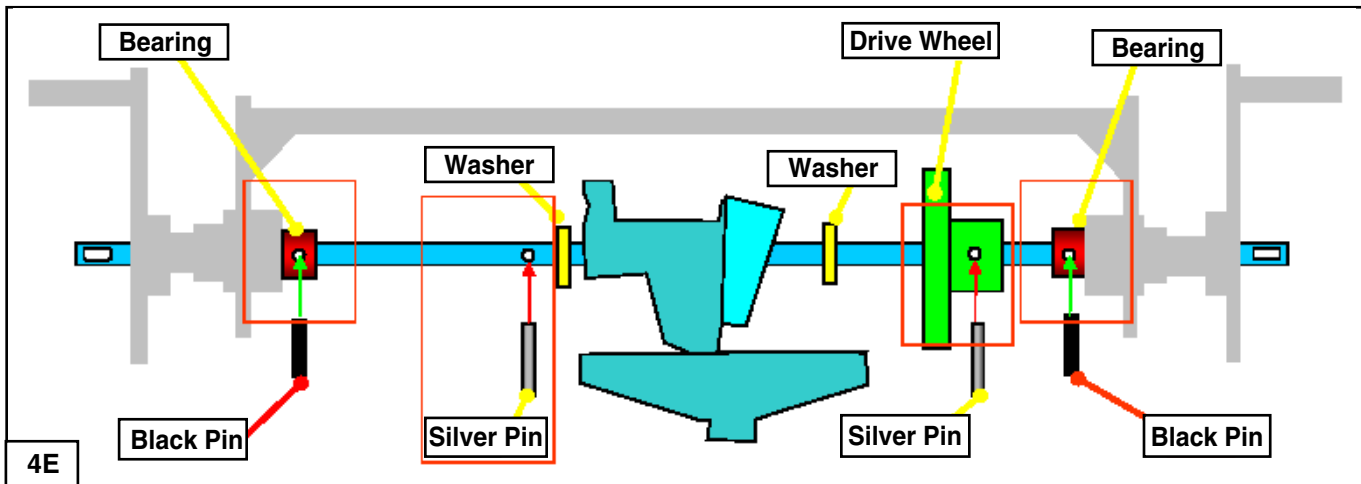 Bearing
Drive Wheel
Bearing
Washer
Washer
Black Pin
Silver Pin
Silver Pin
Black Pin
4E